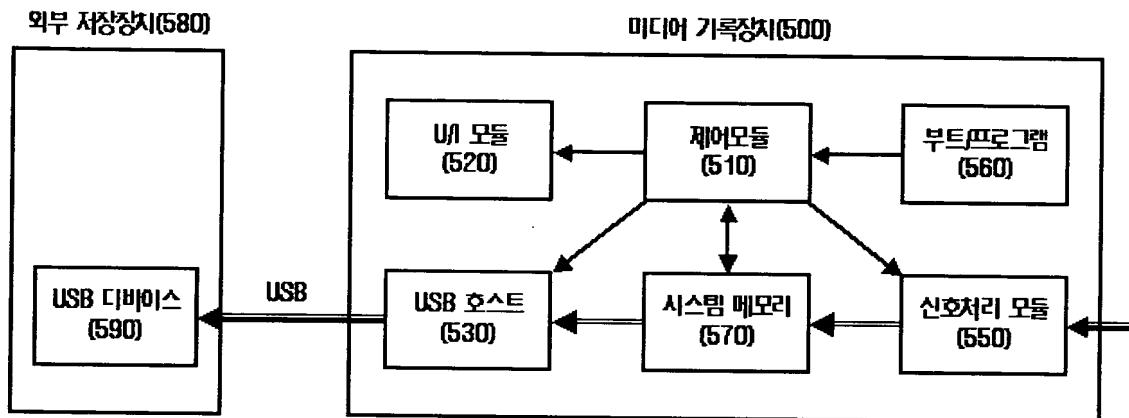 외부 저장장치(580)
미디어 기록장치(500)
U/I 모듈
(520)
제어모듈
(510)
부트/프로그램
(560)
USB 디바이스
(590)
USB
USB 호스트
(530)
시스템 메모리
(570)
신호처리 모듈
(550)